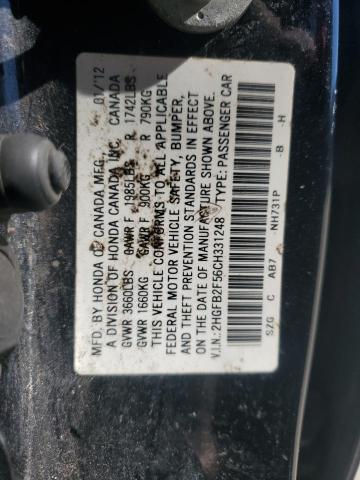 MFD. BY HONDA OF CANADA MFG. 01/'12
A DIVISION OF HONDA CANADA INC. CANADA
GVWR 3660LBS GAWR F 1985LBS R 1742LBS
GVWR 1660KG GAWR F 900KG R 790KG
THIS VEHICLE CONFORMS TO ALL APPLICABLE
FEDERAL MOTOR VEHICLE SAFETY, BUMPER,
AND THEFT PREVENTION STANDARDS IN EFFECT
ON THE DATE OF MANUFACTURE SHOWN ABOVE.
V.I.N.: 2HGFB2F56CH331248 TYPE: PASSENGER CAR
SZG C AB7 NH731P -B -H